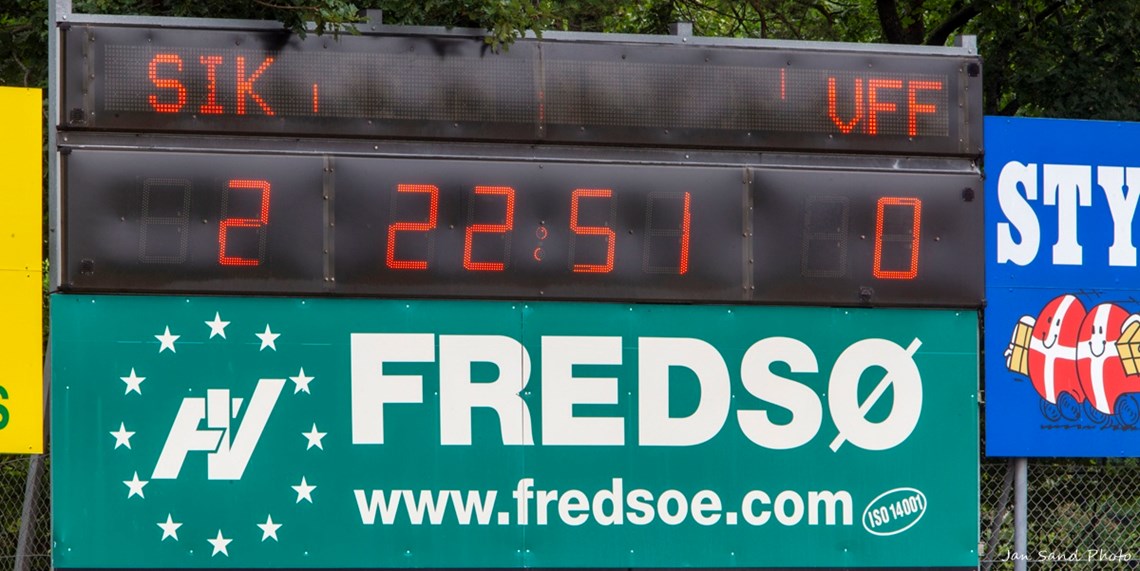 SIK VFF
2 22:51 0
FREDSØ
www.fredsoe.com
ISO 14001
STY
S
Jan Sand Photo